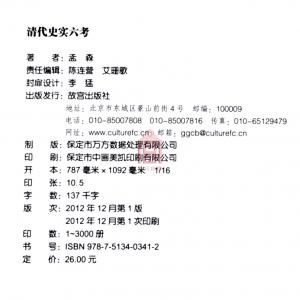 清代史实六考
著 者：孟 森
责任编辑：陈连营 艾珊歌
封扉设计：李 猛
出版发行：故宫出版社
地址：北京市东城区景山前街4号 邮编：100009
电话：010-85007808 010-85007816 传真：010-65129479
网址：www.culturefc.cn 邮箱：ggcb@culturefc.cn
制 版：保定市万方数据处理有限公司
印 刷：保定市中画美凯印刷有限公司
开 本：787毫米×1092毫米 1/16
印 张：10.5
字 数：137千字
版 次：2012年12月第1版
2012年12月第1次印刷
印 数：1~3000册
书 号：ISBN 978-7-5134-0341-2
定 价：26.00元